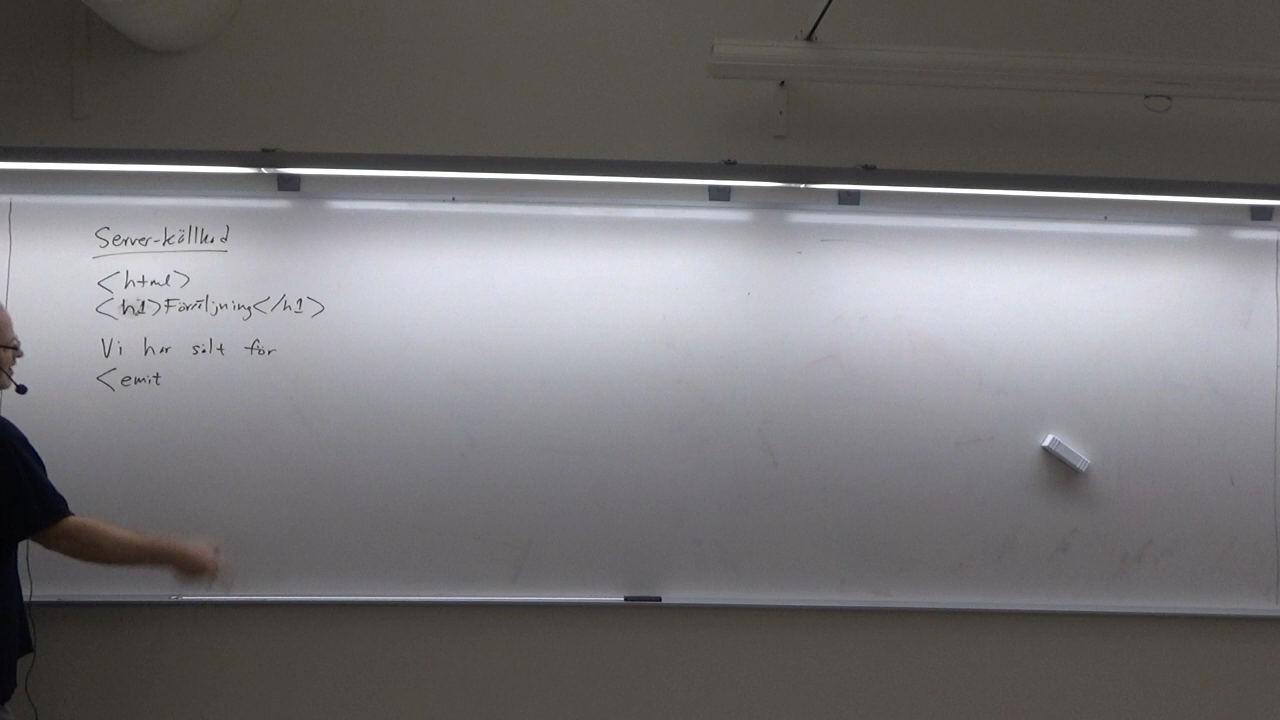 Server-källkod
<html>
<h1>Försäljning</h1>
Vi har sålt för
<emit